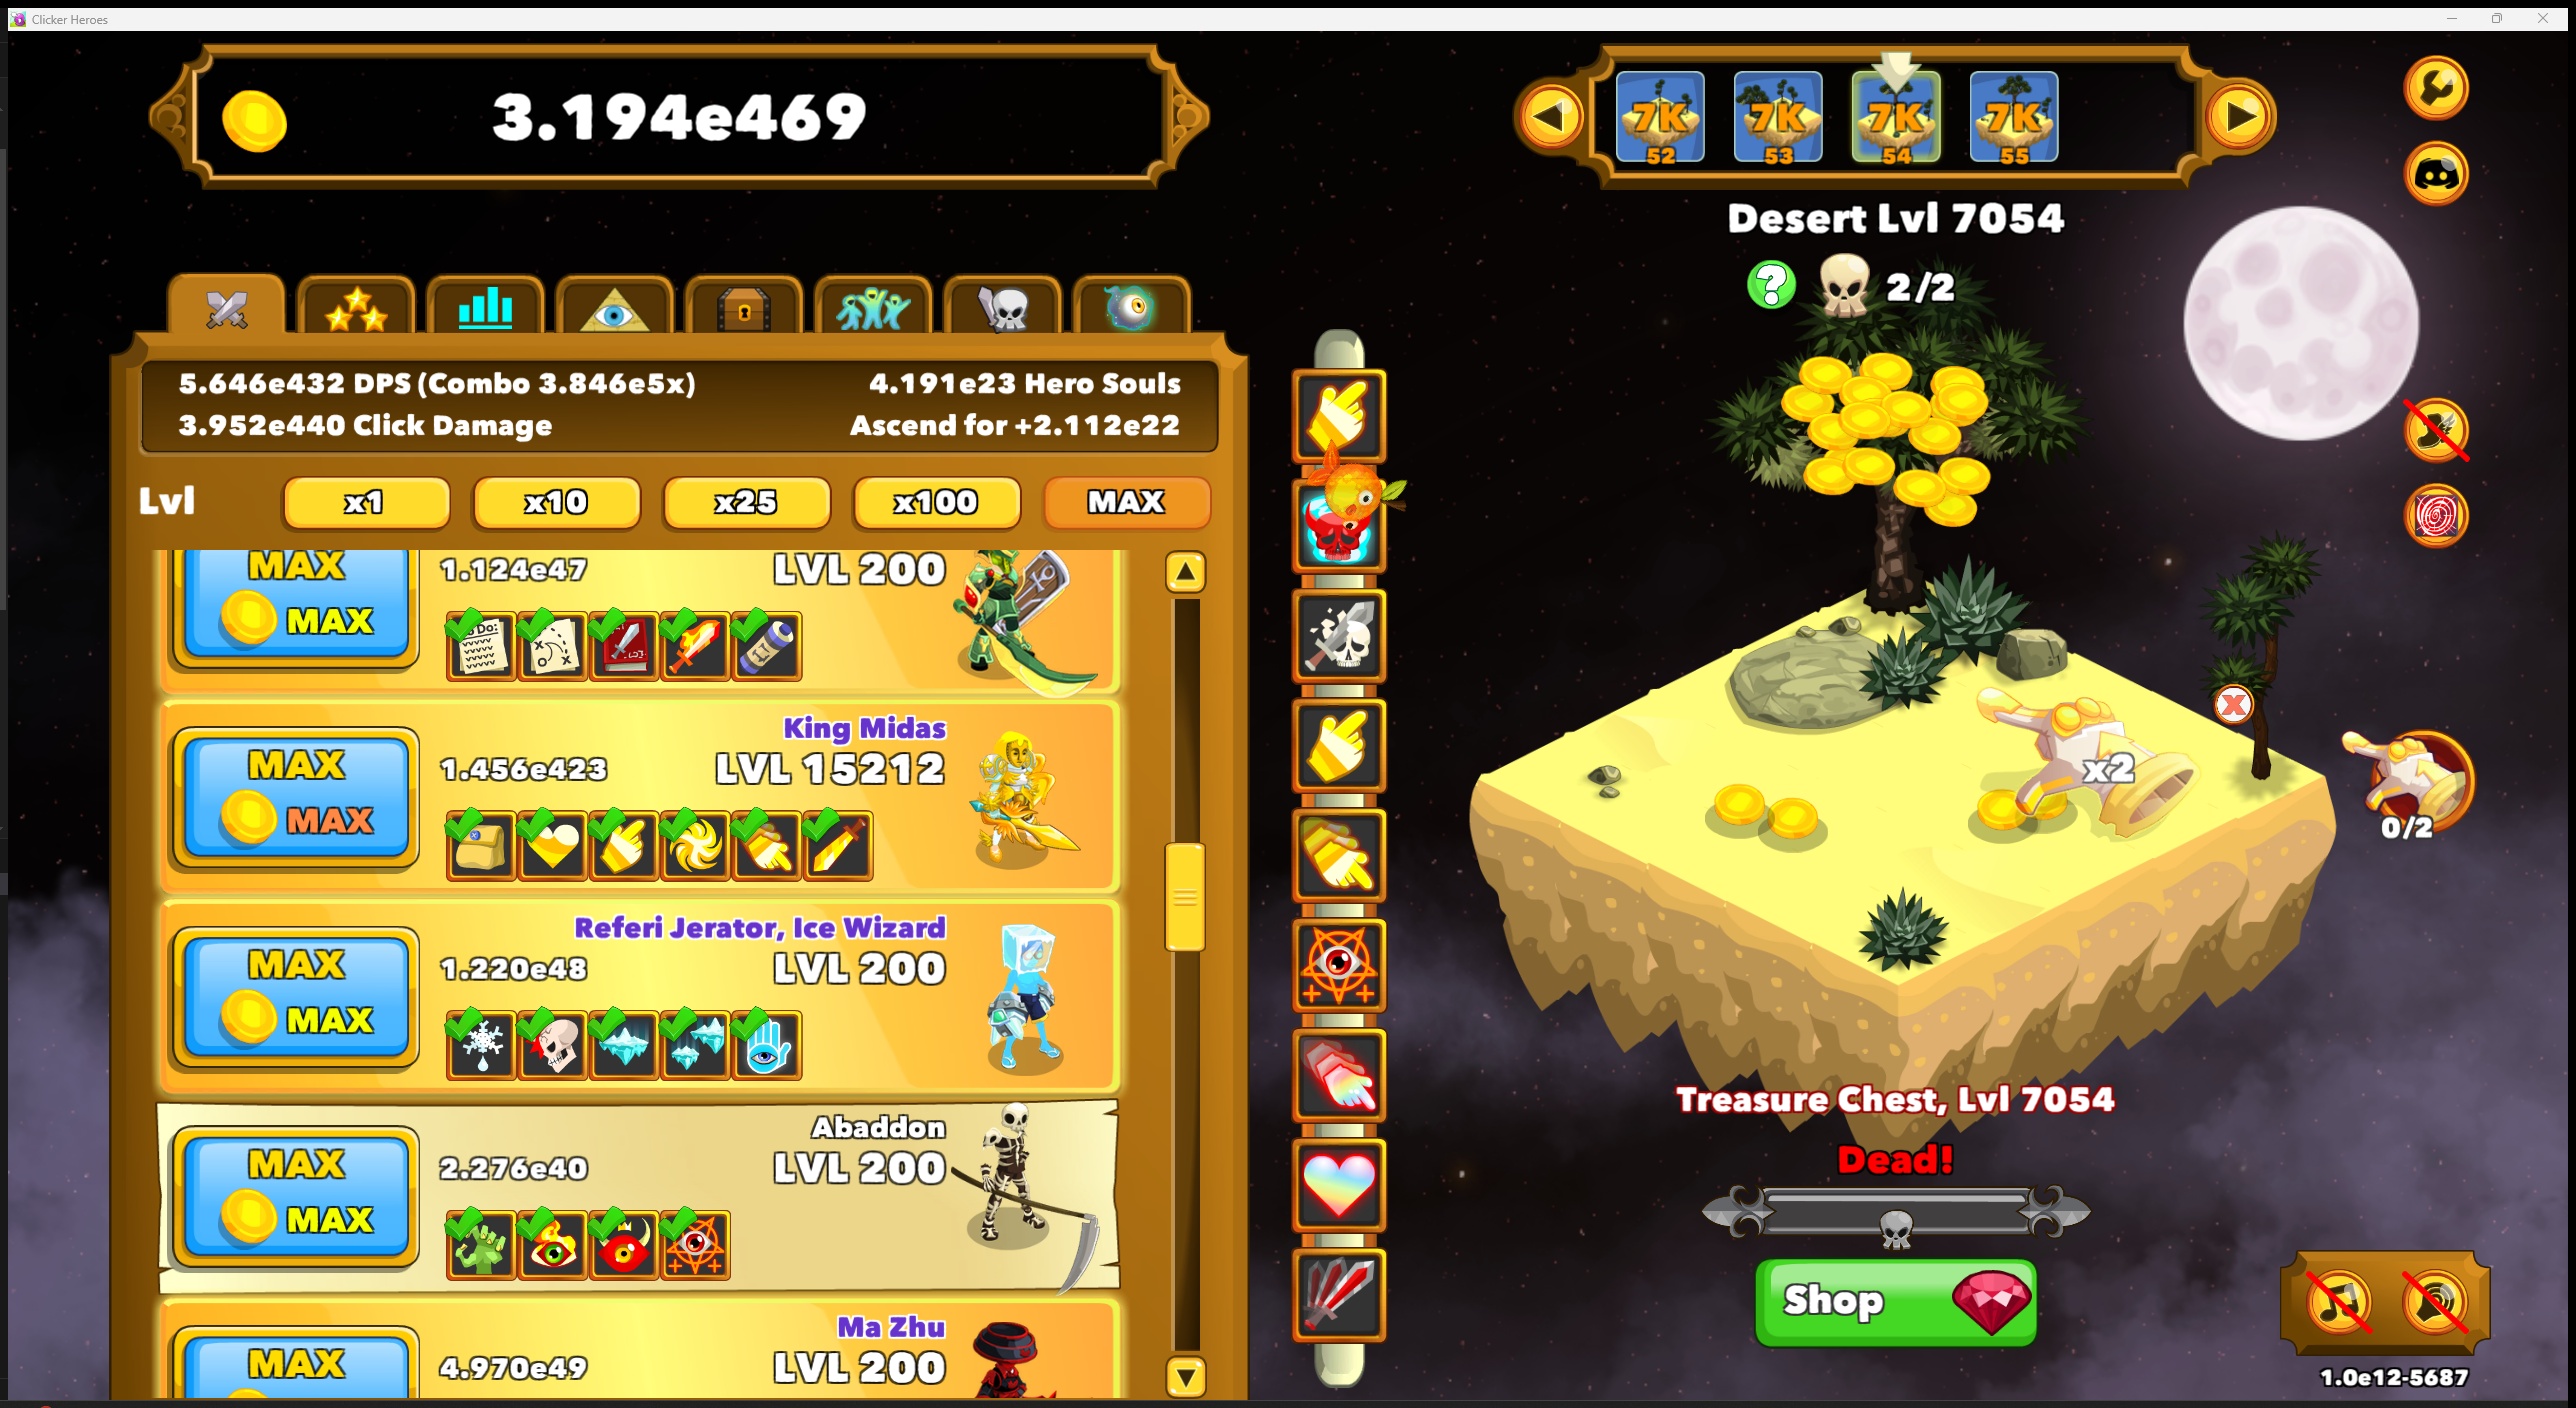 Clicker Heroes
3.194e469
7K
52
7K
53
7K
54
7K
55
Desert Lvl 7054
2/2
5.646e432 DPS (Combo 3.846e5x)
4.191e23 Hero Souls
3.952e440 Click Damage
Ascend for +2.112e22
Lvl
x1
x10
x25
x100
MAX
MAX
MAX
1.124e47
LVL 200
Do:
King Midas
MAX
MAX
1.456e423
LVL 15212
Referi Jerator, Ice Wizard
MAX
MAX
1.220e48
LVL 200
Abaddon
MAX
MAX
2.276e40
LVL 200
Ma Zhu
MAX
4.970e49
LVL 200
x2
0/2
Treasure Chest, Lvl 7054
Dead!
Shop
1.0e12-5687